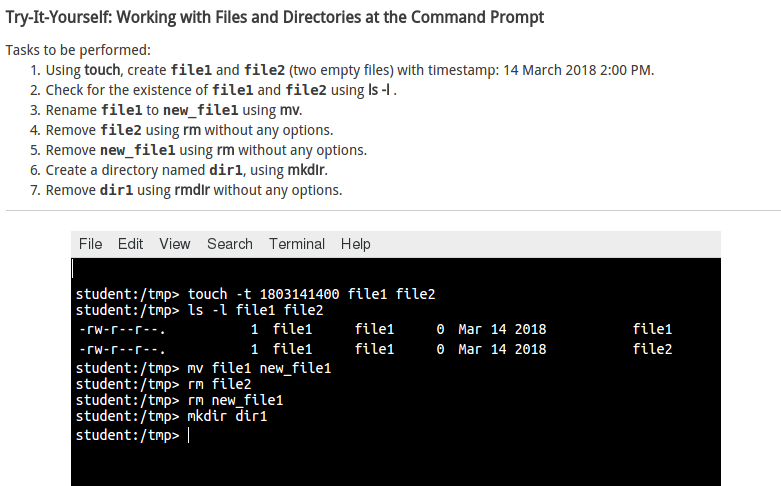 Try-It-Yourself: Working with Files and Directories at the Command Prompt
Tasks to be performed:
1. Using touch, create file1 and file2 (two empty files) with timestamp: 14 March 2018 2:00 PM.
2. Check for the existence of file1 and file2 using ls -l .
3. Rename file1 to new_file1 using mv.
4. Remove file2 using rm without any options.
5. Remove new_file1 using rm without any options.
6. Create a directory named dir1, using mkdir.
7. Remove dir1 using rmdir without any options.
File Edit View Search Terminal Help
student:/tmp> touch -t 1803141400 file1 file2
student:/tmp> ls -l file1 file2
-rw-r--r--. 1 file1 file1 0 Mar 14 2018 file1
-rw-r--r--. 1 file1 file1 0 Mar 14 2018 file2
student:/tmp> mv file1 new_file1
student:/tmp> rm file2
student:/tmp> rm new_file1
student:/tmp> mkdir dir1
student:/tmp>